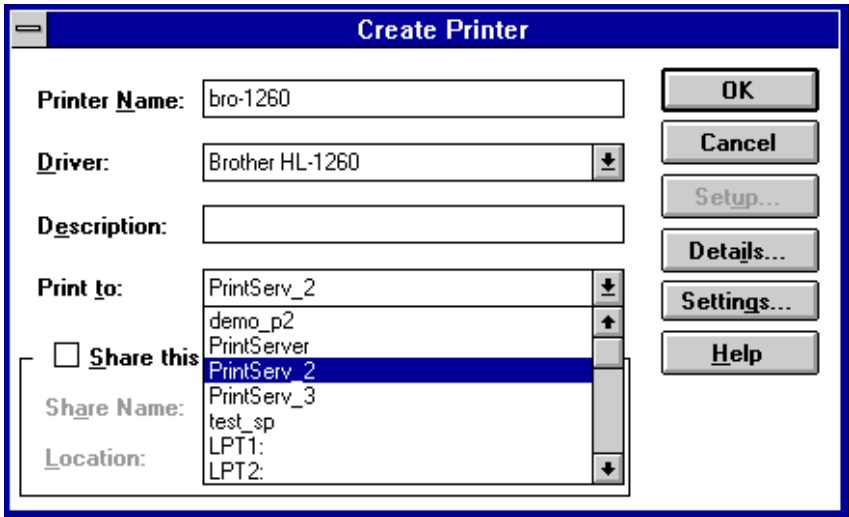 Create Printer
Printer Name: bro-1260
OK
Cancel
Driver: Brother HL-1260
Setup...
Description:
Details...
Print to: PrintServ_2
Settings...
demo_p2
PrintServer
Share this
Help
PrintServ_2
PrintServ_3
Share Name:
test_sp
LPT1:
Location:
LPT2: